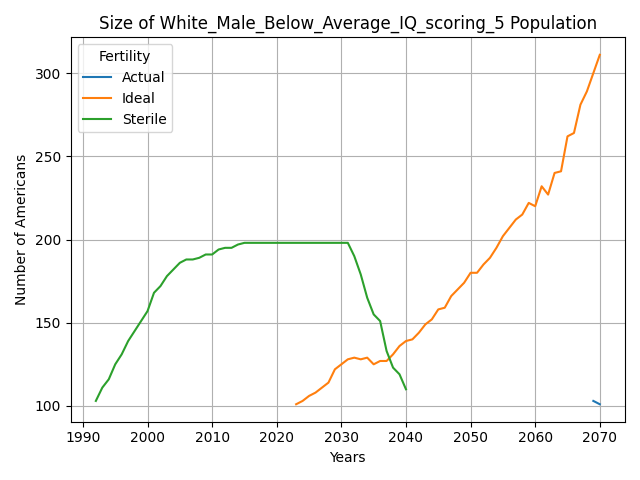 Size of White_Male_Below_Average_IQ_scoring_5 Population
Fertility
Actual
Ideal
Sterile
Number of Americans
300
250
200
150
100
1990 2000 2010 2020 2030 2040 2050 2060 2070
Years